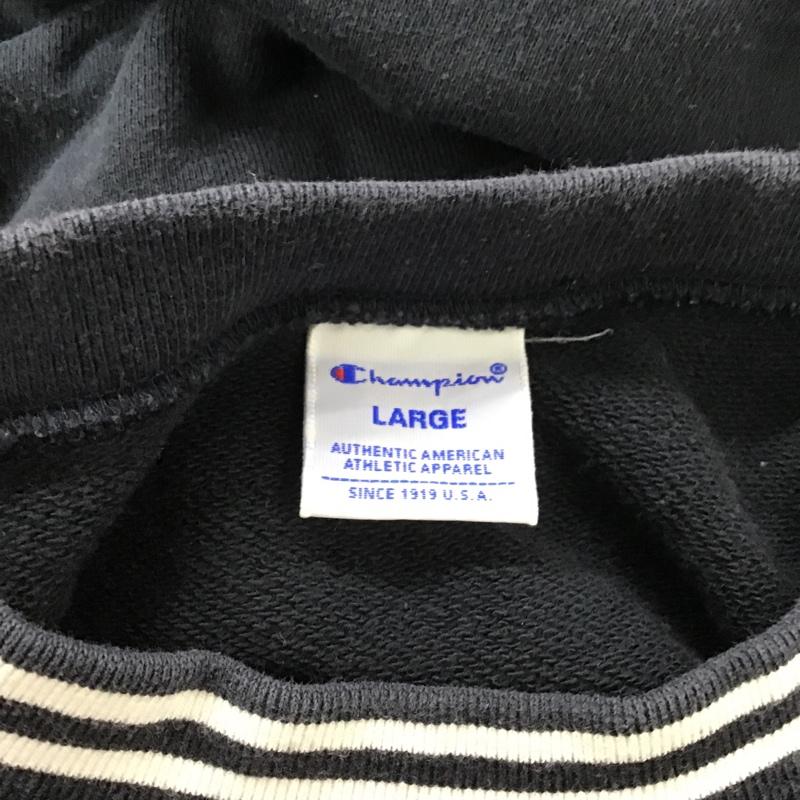 Champion®
LARGE
AUTHENTIC AMERICAN
ATHLETIC APPAREL
SINCE 1919 U.S.A.